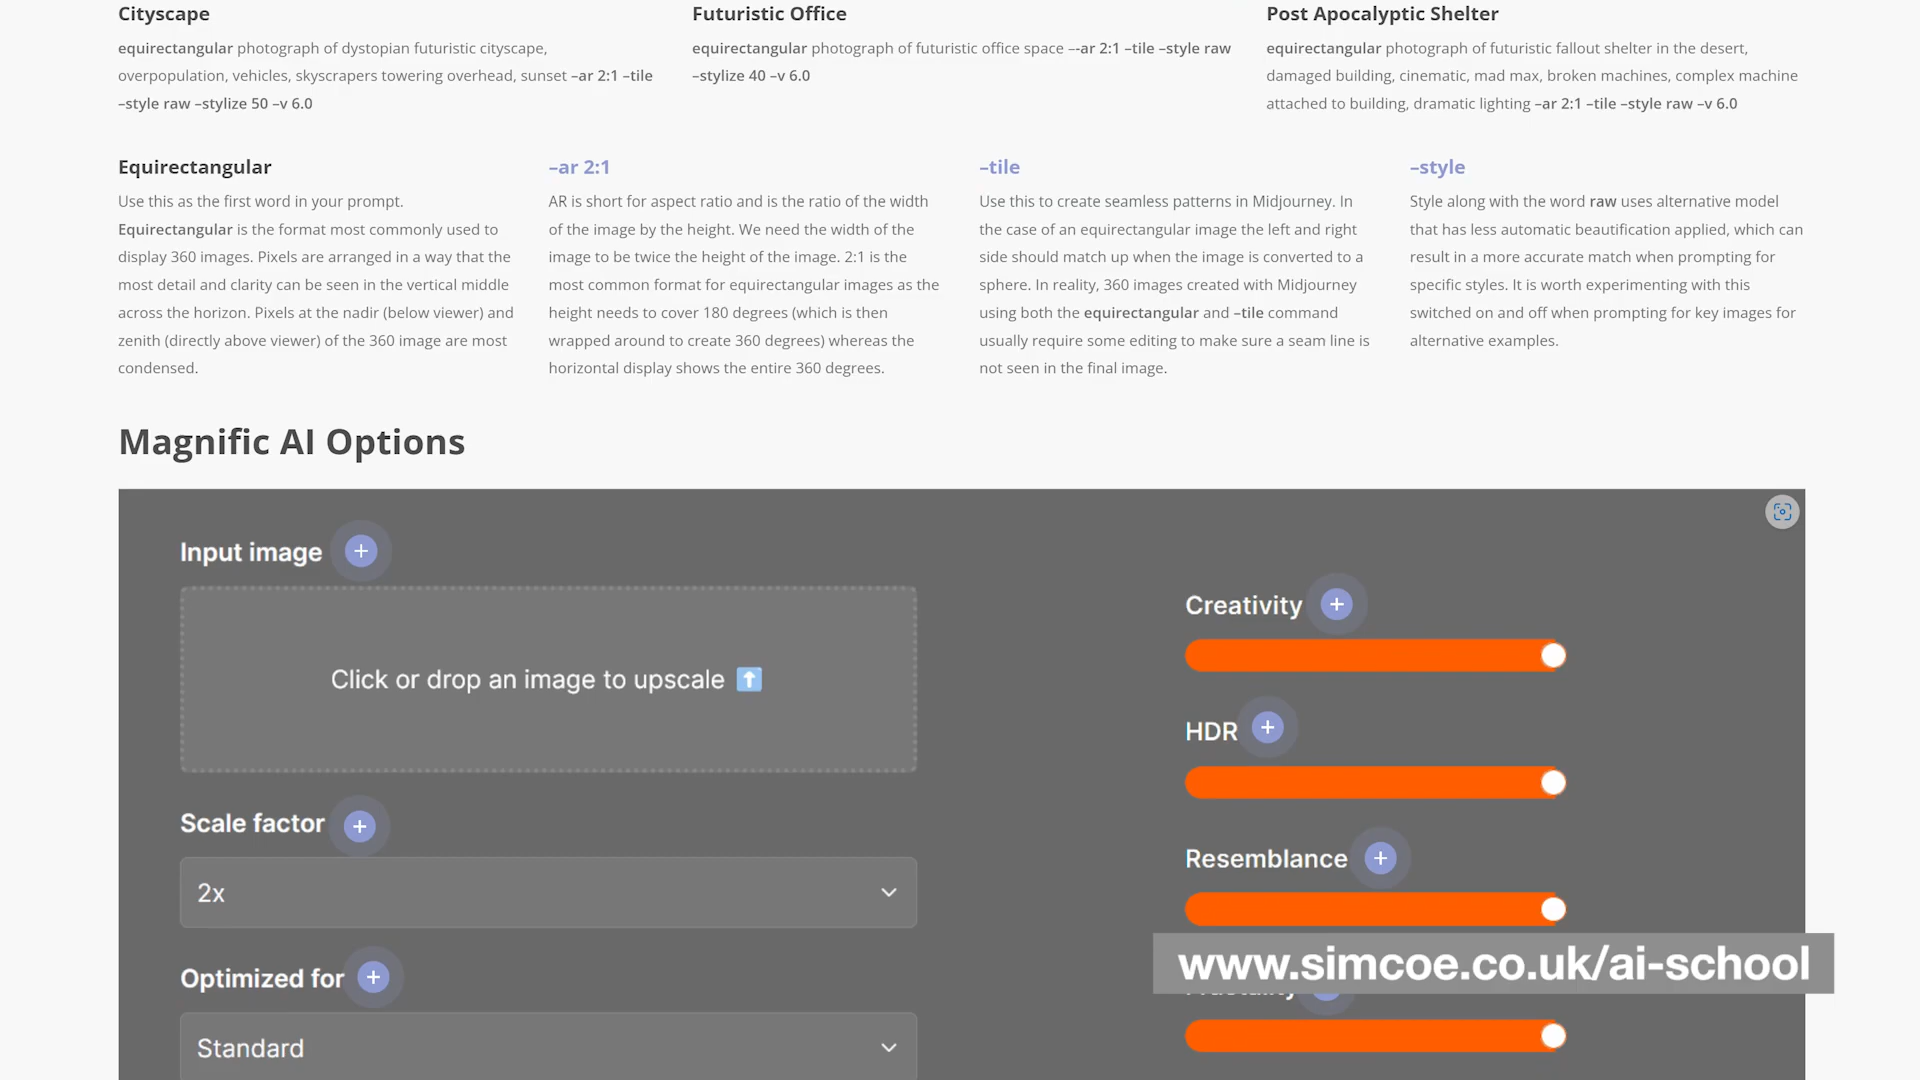 Cityscape
equirectangular photograph of dystopian futuristic cityscape,
overpopulation, vehicles, skyscrapers towering overhead, sunset –ar 2:1 –tile
–style raw –stylize 50 –v 6.0
Futuristic Office
equirectangular photograph of futuristic office space –-ar 2:1 –tile –style raw
–stylize 40 –v 6.0
Post Apocalyptic Shelter
equirectangular photograph of futuristic fallout shelter in the desert,
damaged building, cinematic, mad max, broken machines, complex machine
attached to building, dramatic lighting –ar 2:1 –tile –style raw –v 6.0
Equirectangular
Use this as the first word in your prompt.
Equirectangular is the format most commonly used to
display 360 images. Pixels are arranged in a way that the
most detail and clarity can be seen in the vertical middle
across the horizon. Pixels at the nadir (below viewer) and
zenith (directly above viewer) of the 360 image are most
condensed.
–ar 2:1
AR is short for aspect ratio and is the ratio of the width
of the image by the height. We need the width of the
image to be twice the height of the image. 2:1 is the
most common format for equirectangular images as the
height needs to cover 180 degrees (which is then
wrapped around to create 360 degrees) whereas the
horizontal display shows the entire 360 degrees.
–tile
Use this to create seamless patterns in Midjourney. In
the case of an equirectangular image the left and right
side should match up when the image is converted to a
sphere. In reality, 360 images created with Midjourney
using both the equirectangular and –tile command
usually require some editing to make sure a seam line is
not seen in the final image.
–style
Style along with the word raw uses alternative model
that has less automatic beautification applied, which can
result in a more accurate match when prompting for
specific styles. It is worth experimenting with this
switched on and off when prompting for key images for
alternative examples.
Magnific AI Options
Input image
Click or drop an image to upscale
Scale factor
2x
Optimized for
Standard
Creativity
HDR
Resemblance
www.simcoe.co.uk/ai-school